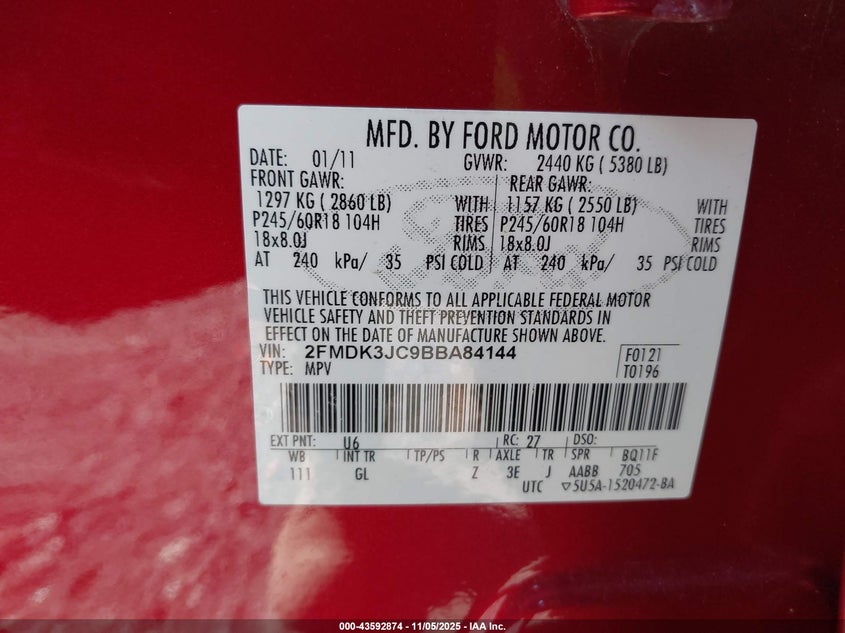 MFD. BY FORD MOTOR CO.
DATE: 01/11 GVWR: 2440 KG ( 5380 LB)
FRONT GAWR: REAR GAWR:
1297 KG ( 2860 LB) WITH 1157 KG ( 2550 LB) WITH
P245/60R18 104H TIRES P245/60R18 104H TIRES
18x8.0J RIMS 18x8.0J RIMS
AT 240 kPa/ 35 PSI COLD AT 240 kPa/ 35 PSI COLD
THIS VEHICLE CONFORMS TO ALL APPLICABLE FEDERAL MOTOR
VEHICLE SAFETY AND THEFT PREVENTION STANDARDS IN
EFFECT ON THE DATE OF MANUFACTURE SHOWN ABOVE.
VIN: 2FMDK3JC9BBA84144 F0121
TYPE: MPV T0196
EXT PNT: U6 RC: 27 DSO:
WB INT TR TP/PS R AXLE TR SPR BQ11F
111 GL Z 3E J AABB 705
UTC ▽5U5A-1520472-BA
000-43592874 - 11/05/2025 - IAA Inc.